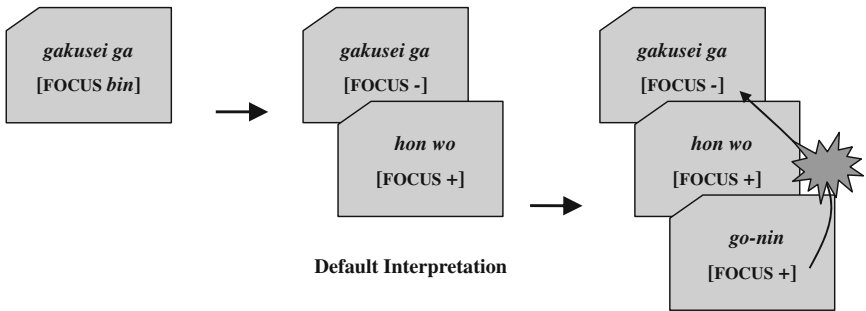 gakusei ga
[FOCUS bin]
gakusei ga
[FOCUS -]
hon wo
[FOCUS +]
Default Interpretation
gakusei ga
[FOCUS -]
hon wo
[FOCUS +]
go-nin
[FOCUS +]